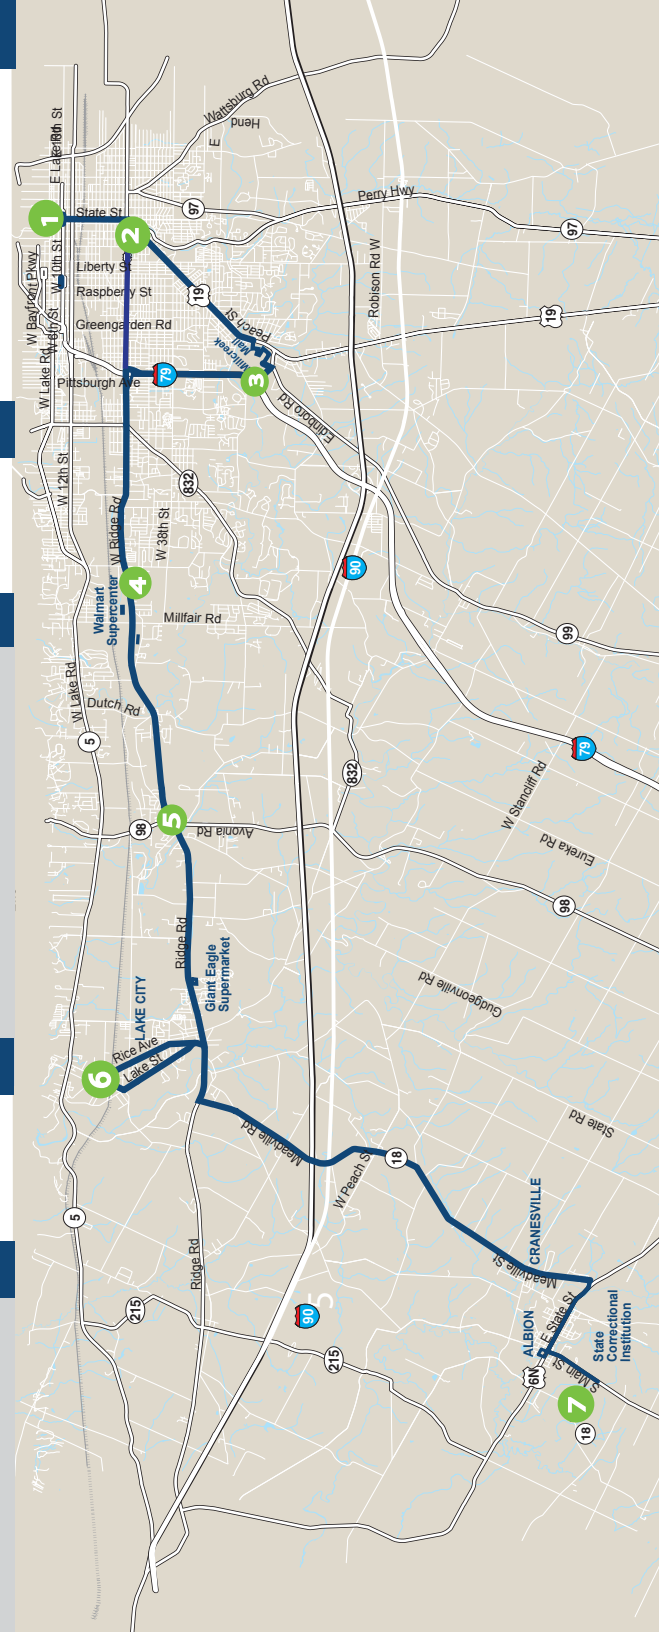 E Lake Rd
E 18th St
Wattsburg Rd
Hend
E
1
State St
97
Perry Hwy
2
97
W Bayfront Pkwy
W 10th St
Liberty St
Raspberry St
19
Robison Rd W
W 6th St
Greengarden Rd
Peach St
19
Millcreek
Mall
W Lake Rd
Pittsburgh Ave
79
3
Edinboro Rd
W 12th St
832
W Ridge Rd
W 38th St
90
4
Walmart
Supercenter
Millfair Rd
99
W Lake Rd
Dutch Rd
5
79
832
W Stancliff Rd
5
98
Avonia Rd
Eureka Rd
98
Ridge Rd
Giant Eagle
Supermarket
Gudgeonville Rd
LAKE CITY
Rice Ave
6
Lake St
Meadville Rd
State Rd
18
W Peach St
5
CRANESVILLE
Ridge Rd
Meadville St
215
90
5
ALBION
E State St
State
Correctional
Institution
215
6N
S Main St
7
18